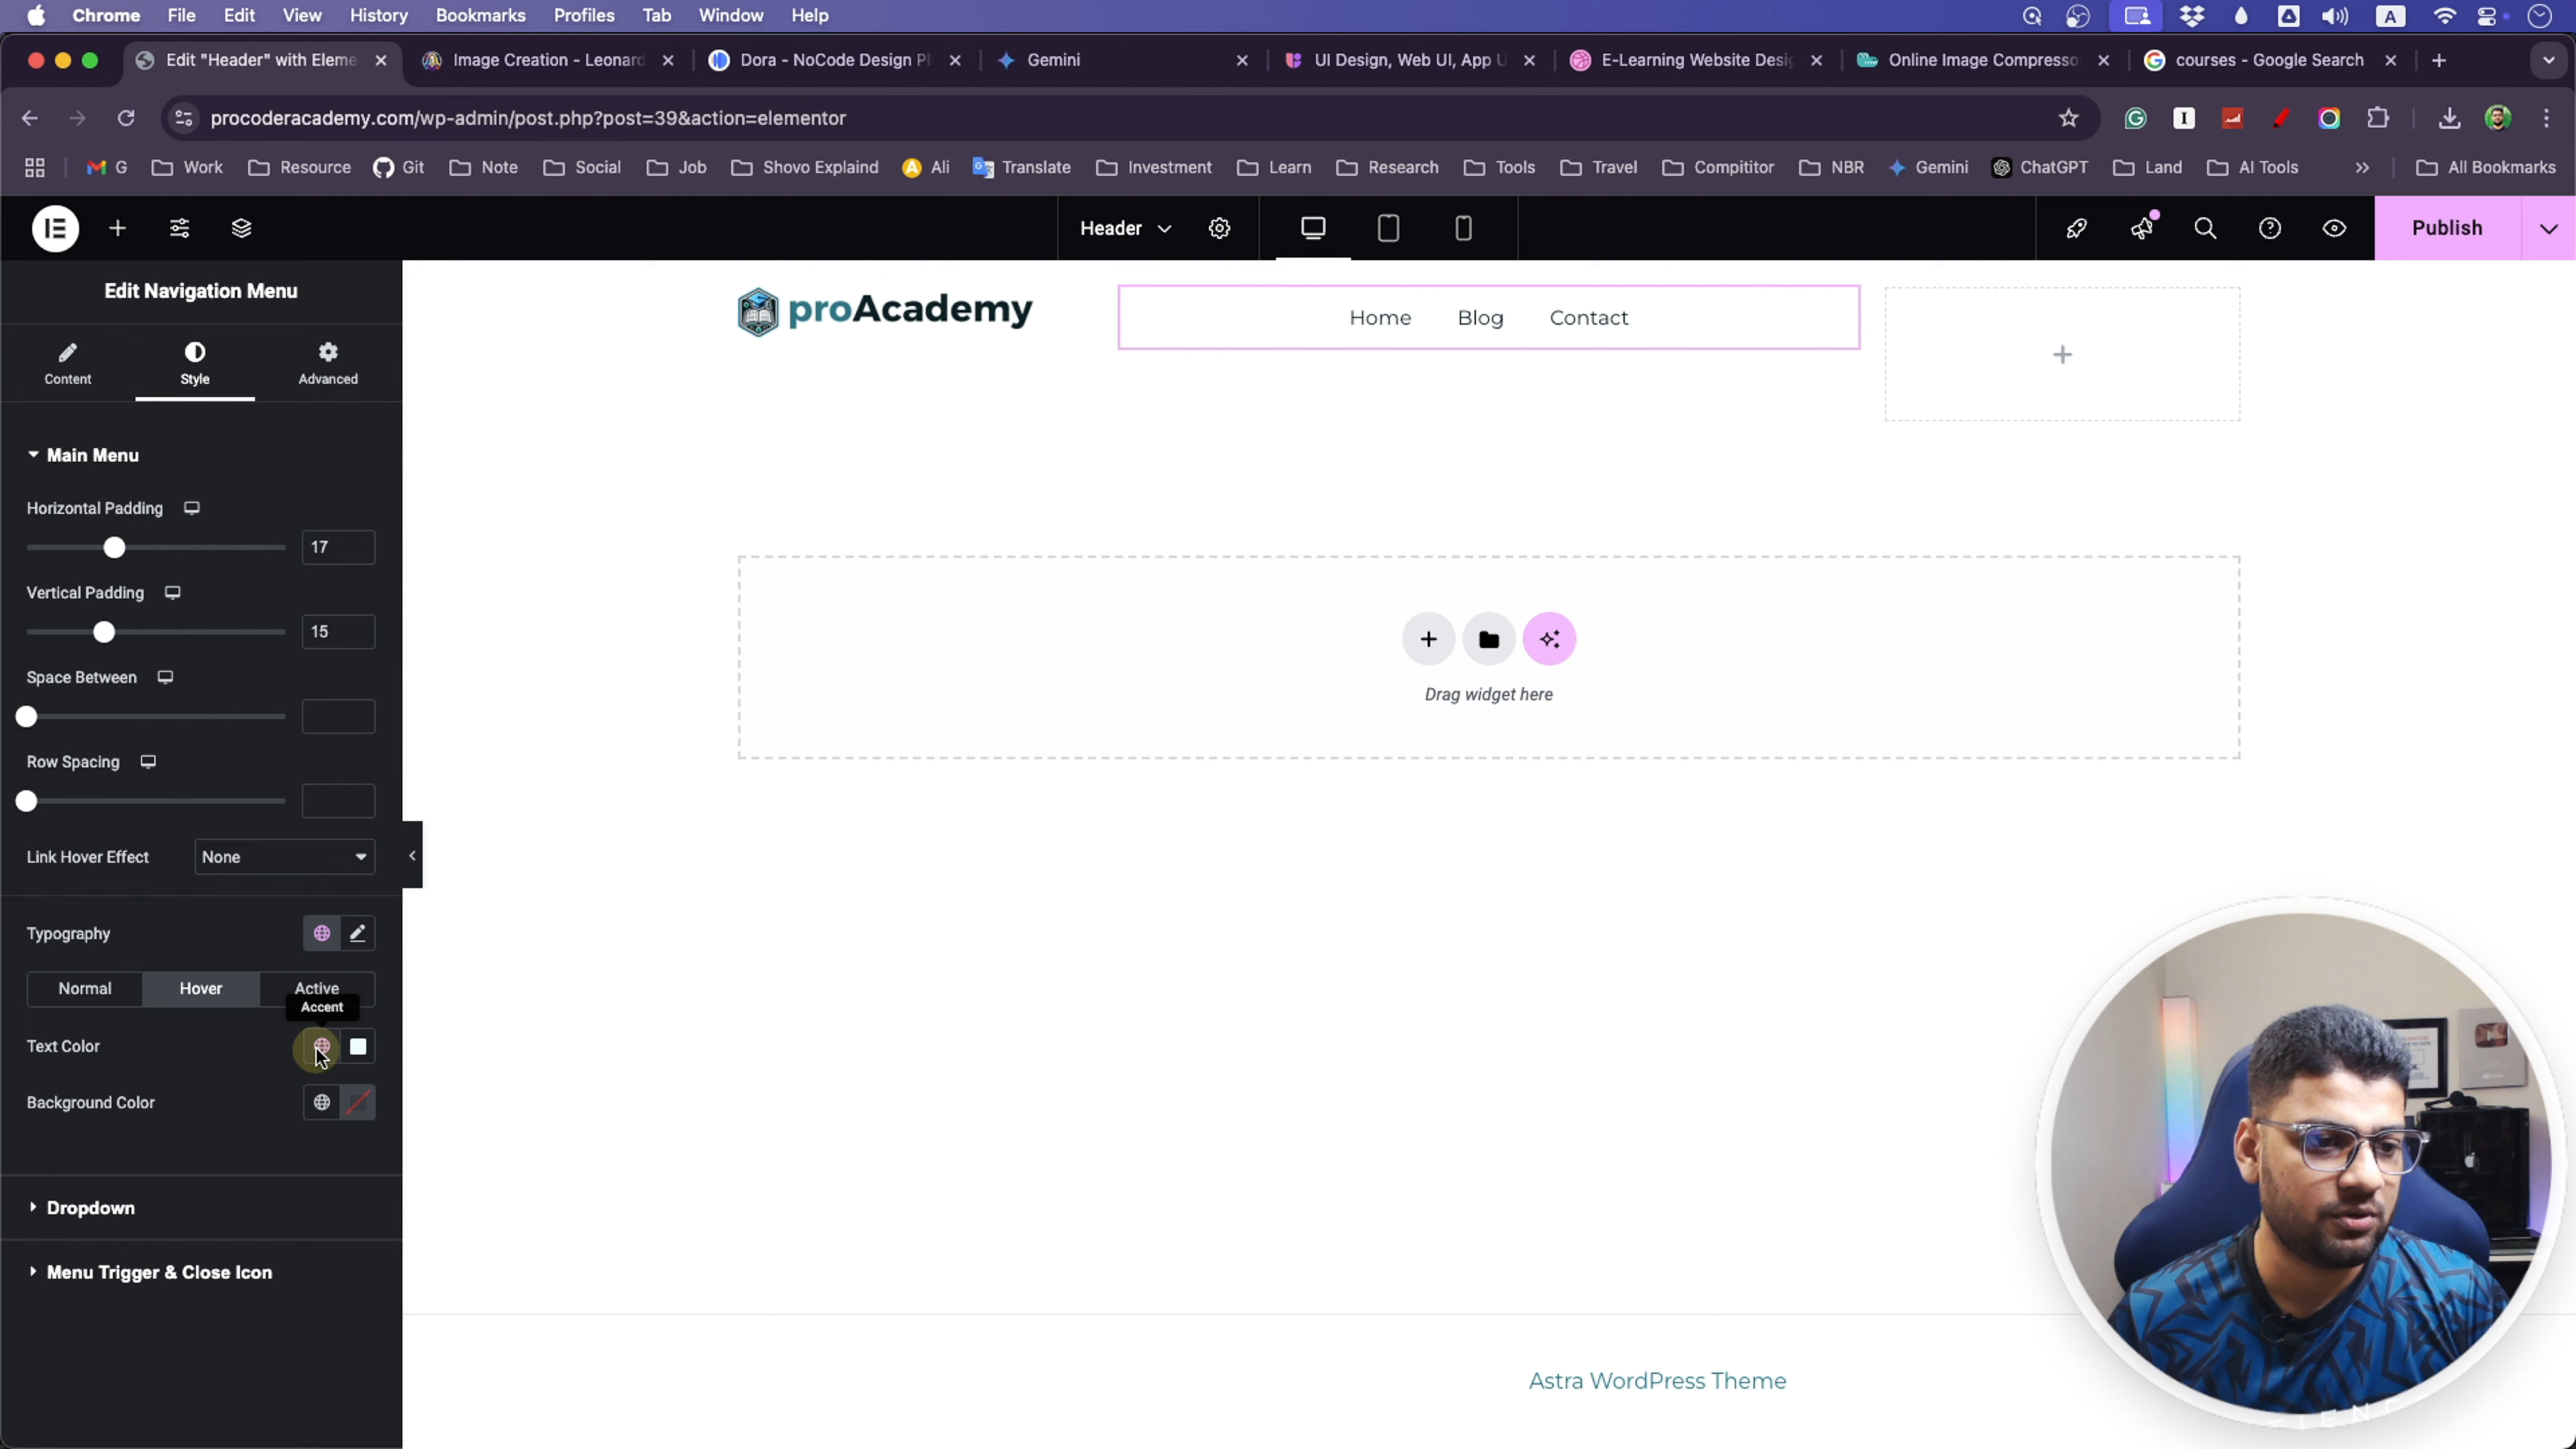 Chrome File Edit View History Bookmarks Profiles Tab Window Help
A
Edit "Header" with Eleme
Image Creation - Leonard
Dora - NoCode Design Pl
Gemini
UI Design, Web UI, App U
E-Learning Website Desig
Online Image Compresso
courses - Google Search
procoderacademy.com/wp-admin/post.php?post=39&action=elementor
G Work Resource Git Note Social Job Shovo Explaind Ali Translate Investment Learn Research Tools Travel Compititor NBR Gemini ChatGPT Land AI Tools » All Bookmarks
Header
Publish
Edit Navigation Menu
Content
Style
Advanced
Main Menu
Horizontal Padding
17
Vertical Padding
15
Space Between
Row Spacing
Link Hover Effect
None
Typography
Normal
Hover
Active
Accent
Text Color
Background Color
Dropdown
Menu Trigger & Close Icon
proAcademy
Home Blog Contact
Drag widget here
Astra WordPress Theme